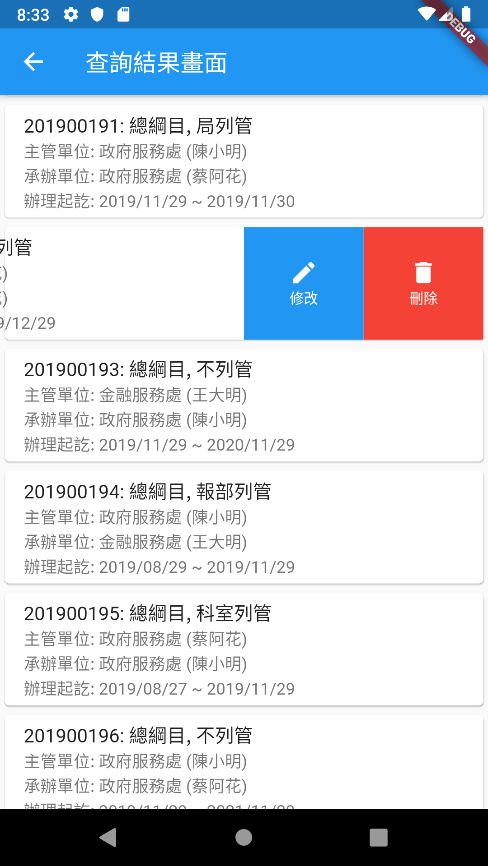 8:33
DEBUG
查詢結果畫面
201900191: 總綱目, 局列管
主管單位: 政府服務處 (陳小明)
承辦單位: 政府服務處 (蔡阿花)
辦理起訖: 2019/11/29 ~ 2019/11/30
列管
)
)
9/12/29
修改
刪除
201900193: 總綱目, 不列管
主管單位: 金融服務處 (王大明)
承辦單位: 政府服務處 (陳小明)
辦理起訖: 2019/11/29 ~ 2020/11/29
201900194: 總綱目, 報部列管
主管單位: 政府服務處 (陳小明)
承辦單位: 金融服務處 (王大明)
辦理起訖: 2019/08/29 ~ 2019/11/29
201900195: 總綱目, 科室列管
主管單位: 政府服務處 (蔡阿花)
承辦單位: 政府服務處 (陳小明)
辦理起訖: 2019/08/27 ~ 2019/11/29
201900196: 總綱目, 不列管
主管單位: 政府服務處 (陳小明)
承辦單位: 政府服務處 (蔡阿花)